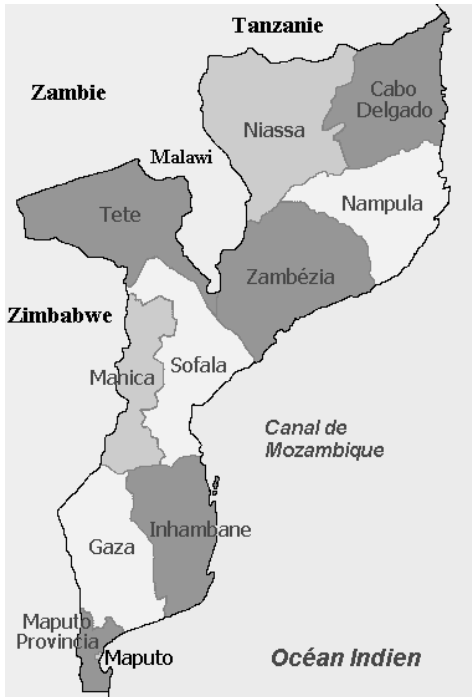 Tanzanie
Zambie
Cabo
Delgado
Niassa
Malawi
Nampula
Tete
Zambézia
Zimbabwe
Sofala
Manica
Canal de
Mozambique
Inhambane
Gaza
Maputo
Provincia
Maputo
Océan Indien